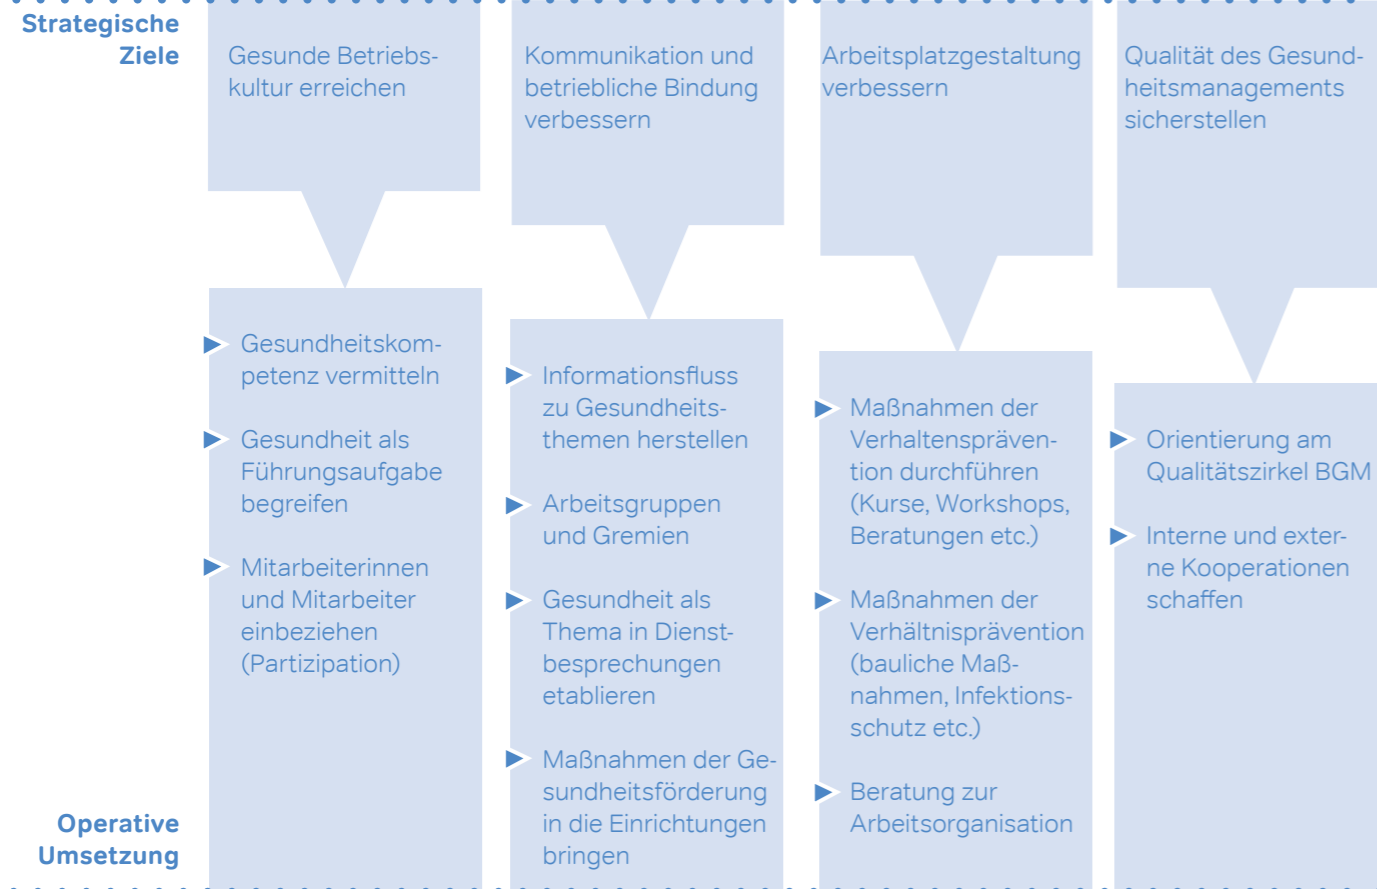 Strategische
Ziele
Gesunde Betriebs-
kultur erreichen
Kommunikation und
betriebliche Bindung
verbessern
Arbeitsplatzgestaltung
verbessern
Qualität des Gesund-
heitsmanagements
sicherstellen
Gesundheitskom-
petenz vermitteln
Gesundheit als
Führungsaufgabe
begreifen
Mitarbeiterinnen
und Mitarbeiter
einbeziehen
(Partizipation)
Informationsfluss
zu Gesundheits-
themen herstellen
Arbeitsgruppen
und Gremien
Gesundheit als
Thema in Dienst-
besprechungen
etablieren
Maßnahmen der Ge-
sundheitsförderung
in die Einrichtungen
bringen
Maßnahmen der
Verhaltenspräven-
tion durchführen
(Kurse, Workshops,
Beratungen etc.)
Maßnahmen der
Verhältnisprävention
(bauliche Maß-
nahmen, Infektions-
schutz etc.)
Beratung zur
Arbeitsorganisation
Orientierung am
Qualitätszirkel BGM
Interne und exter-
ne Kooperationen
schaffen
Operative
Umsetzung